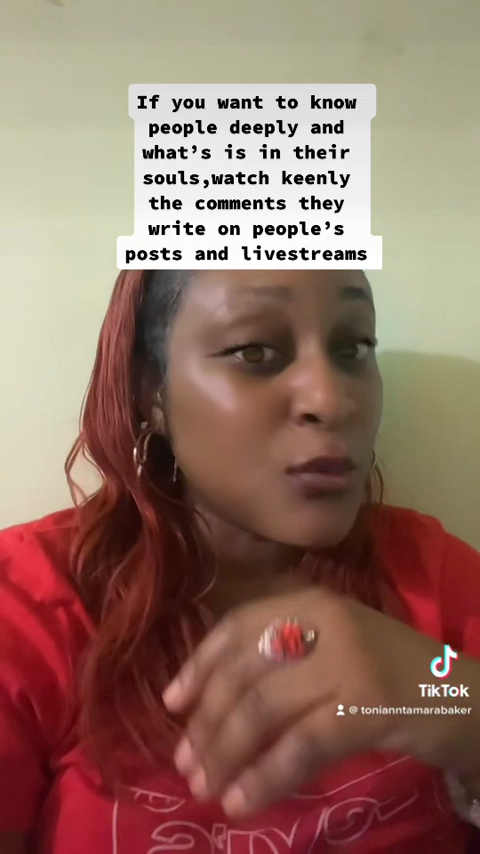 If you want to know
people deeply and
what’s is in their
souls,watch keenly
the comments they
write on people’s
posts and livestreams
TikTok
@ tonianntamarabaker